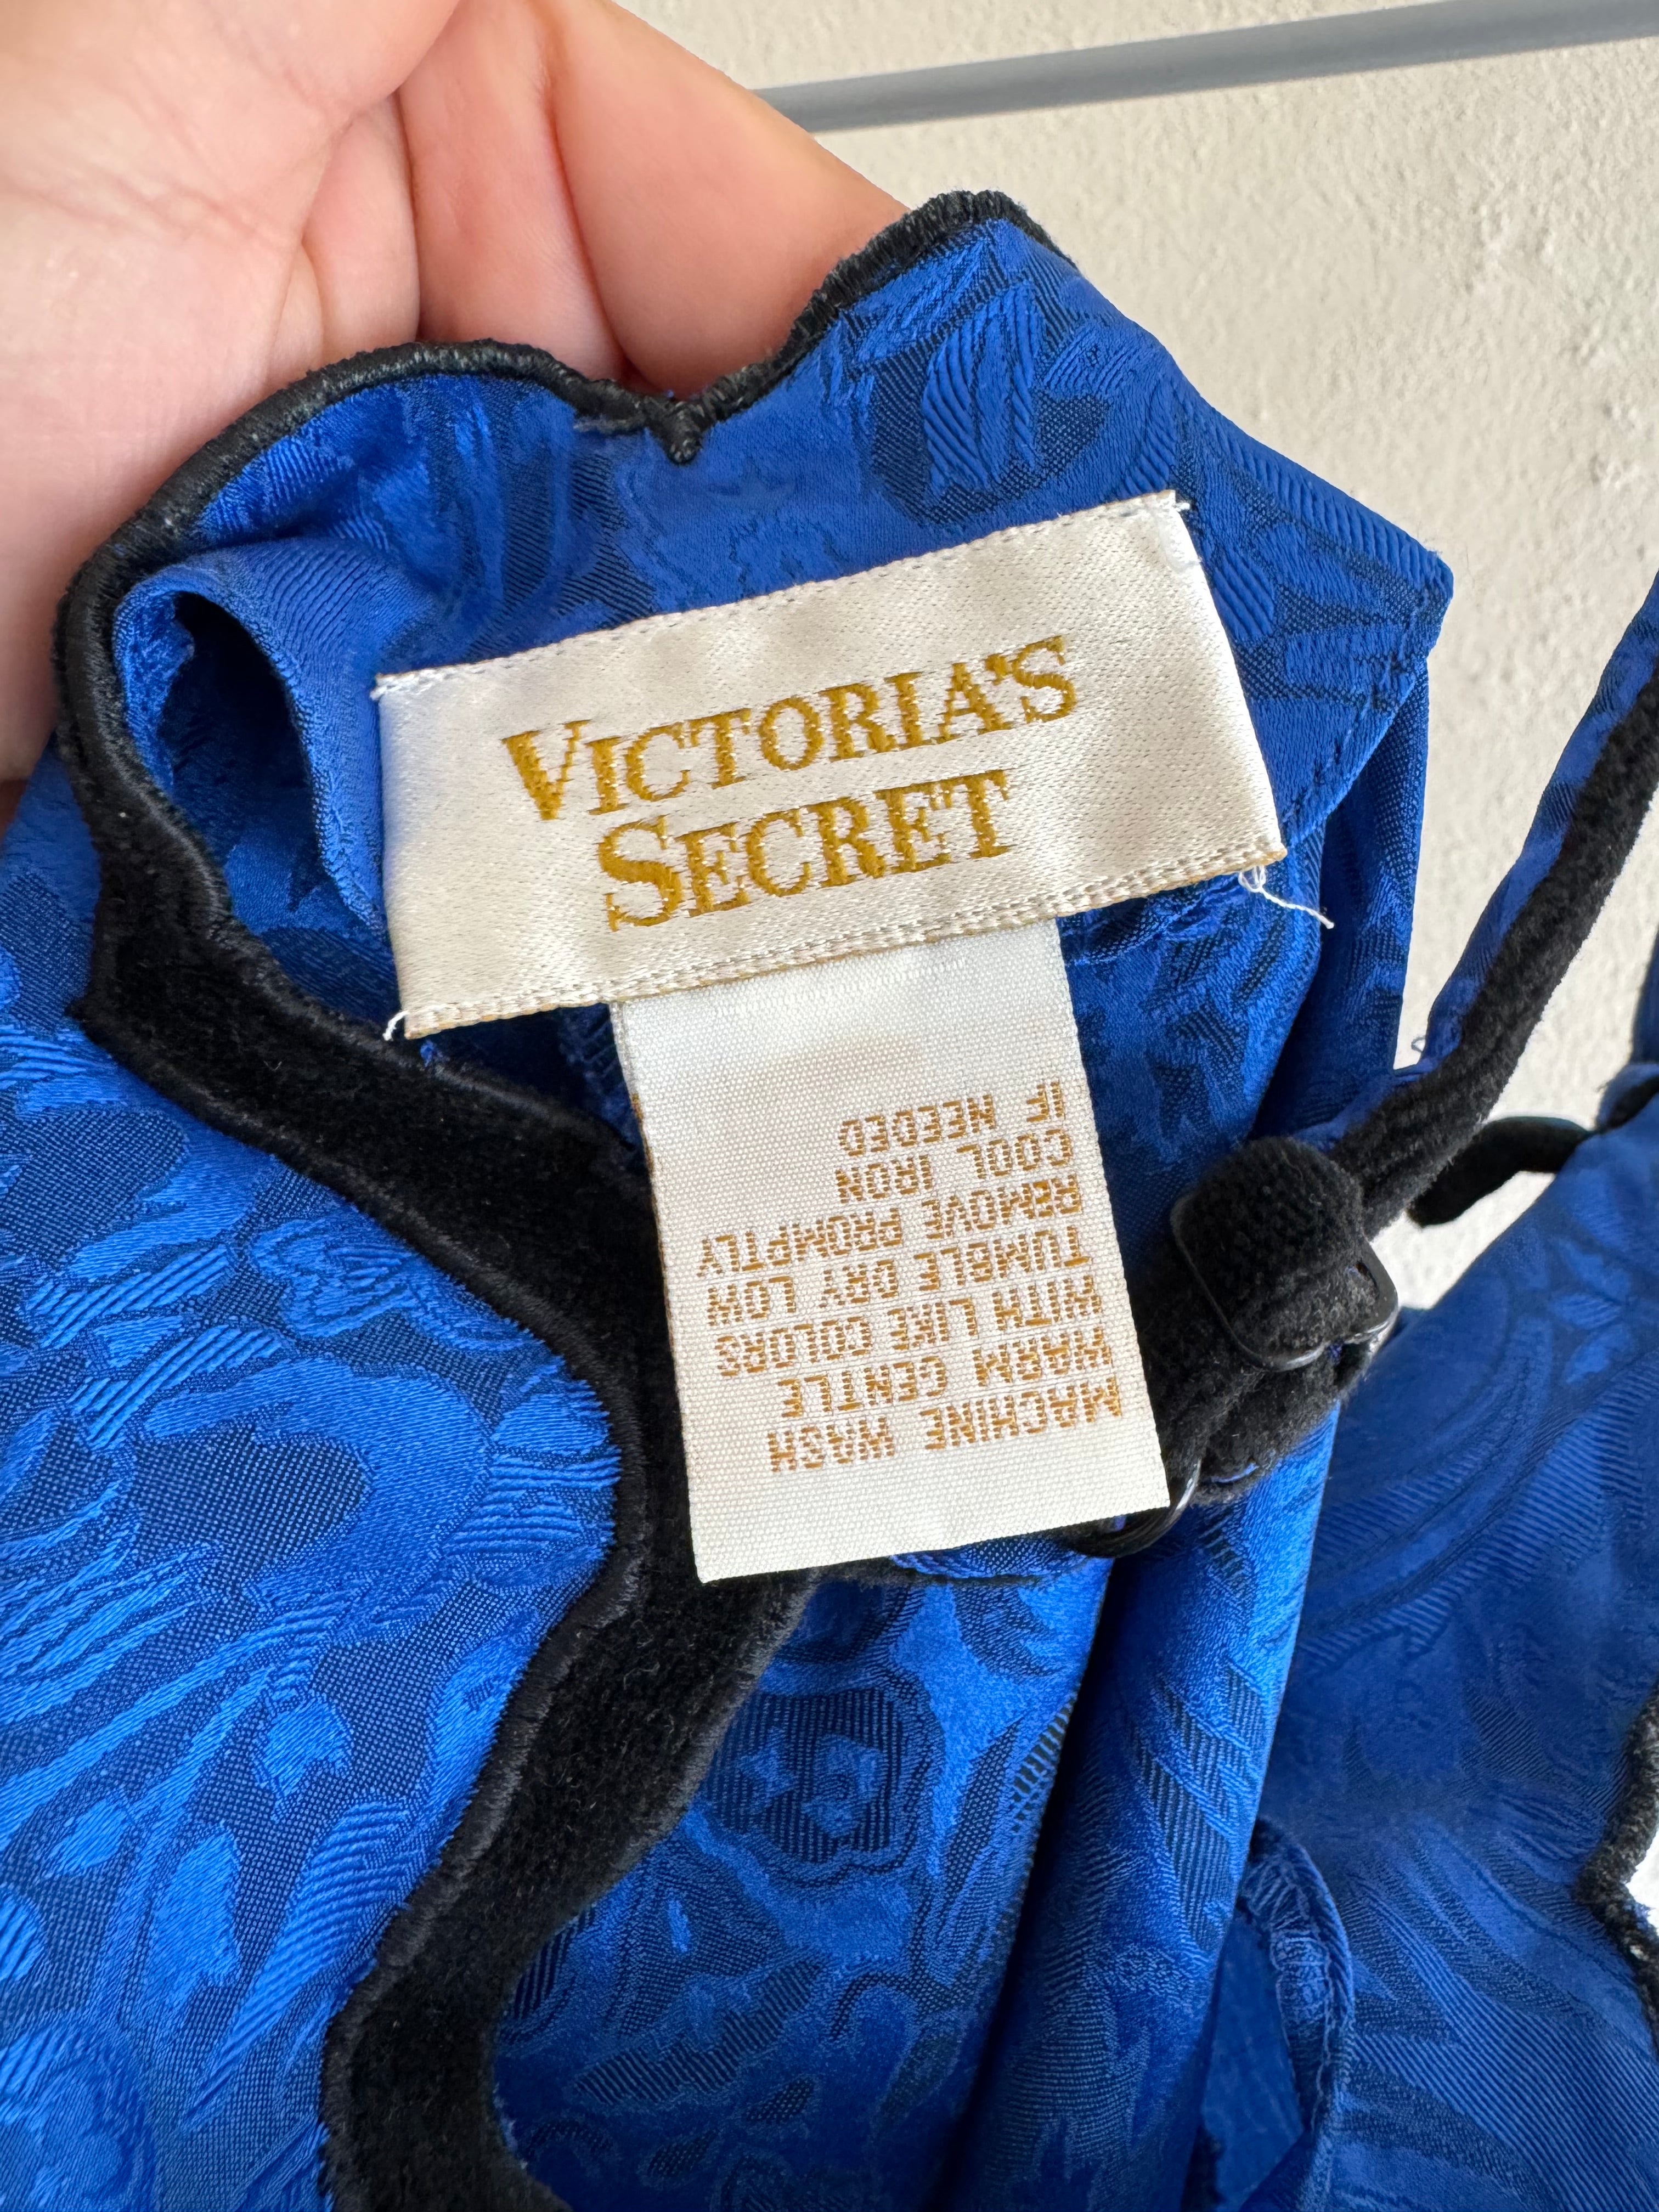 VICTORIA'S
SECRET
MACHINE WASH
WARM GENTLE
WITH LIKE COLORS
TUMBLE DRY LOW
REMOVE PROMPTLY
COOL IRON
IF NEEDED